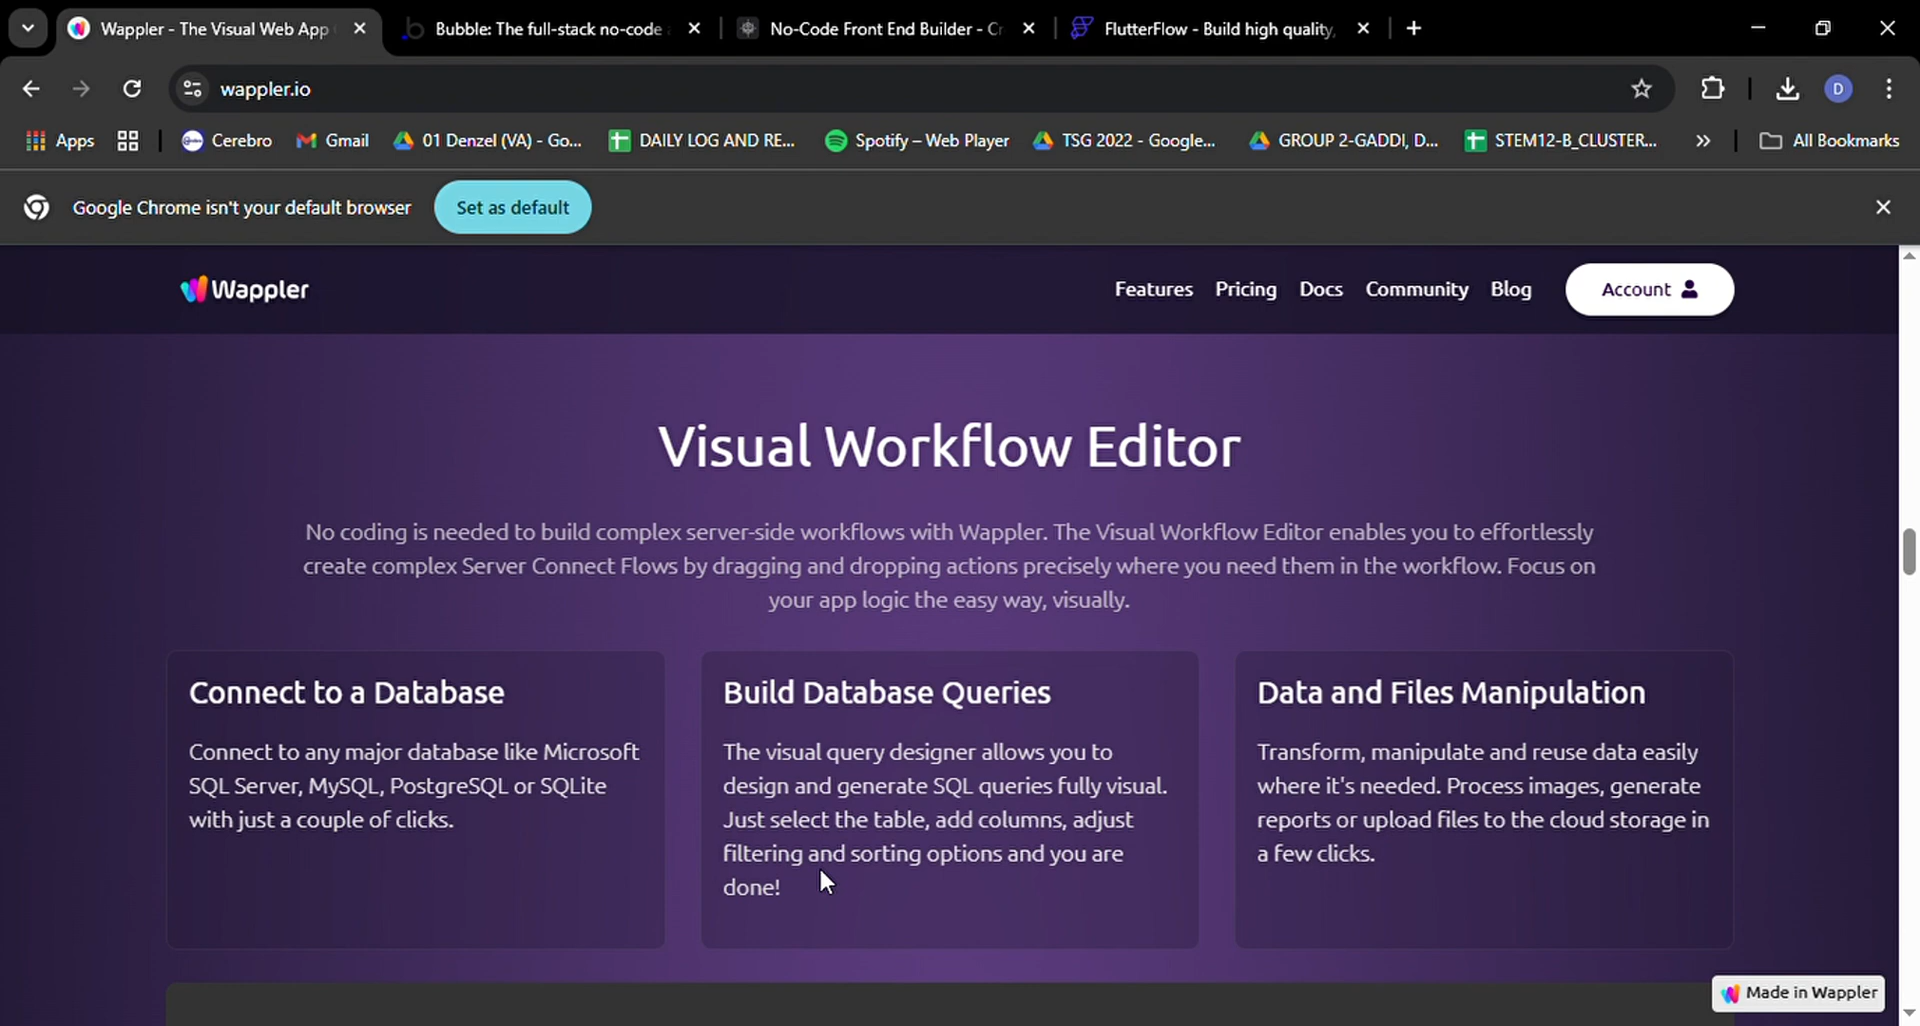 Wappler - The Visual Web App
Bubble: The full-stack no-code
No-Code Front End Builder - Cr
FlutterFlow - Build high quality,
wappler.io
D
Apps
Cerebro
Gmail
01 Denzel (VA) - Go...
DAILY LOG AND RE...
Spotify – Web Player
TSG 2022 - Google...
GROUP 2-GADDI, D...
STEM12-B_CLUSTER...
All Bookmarks
Google Chrome isn't your default browser
Set as default
Wappler
Features
Pricing
Docs
Community
Blog
Account
Visual Workflow Editor
No coding is needed to build complex server-side workflows with Wappler. The Visual Workflow Editor enables you to effortlessly
create complex Server Connect Flows by dragging and dropping actions precisely where you need them in the workflow. Focus on
your app logic the easy way, visually.
Connect to a Database
Connect to any major database like Microsoft
SQL Server, MySQL, PostgreSQL or SQLite
with just a couple of clicks.
Build Database Queries
The visual query designer allows you to
design and generate SQL queries fully visual.
Just select the table, add columns, adjust
filtering and sorting options and you are
done!
Data and Files Manipulation
Transform, manipulate and reuse data easily
where it's needed. Process images, generate
reports or upload files to the cloud storage in
a few clicks.
Made in Wappler